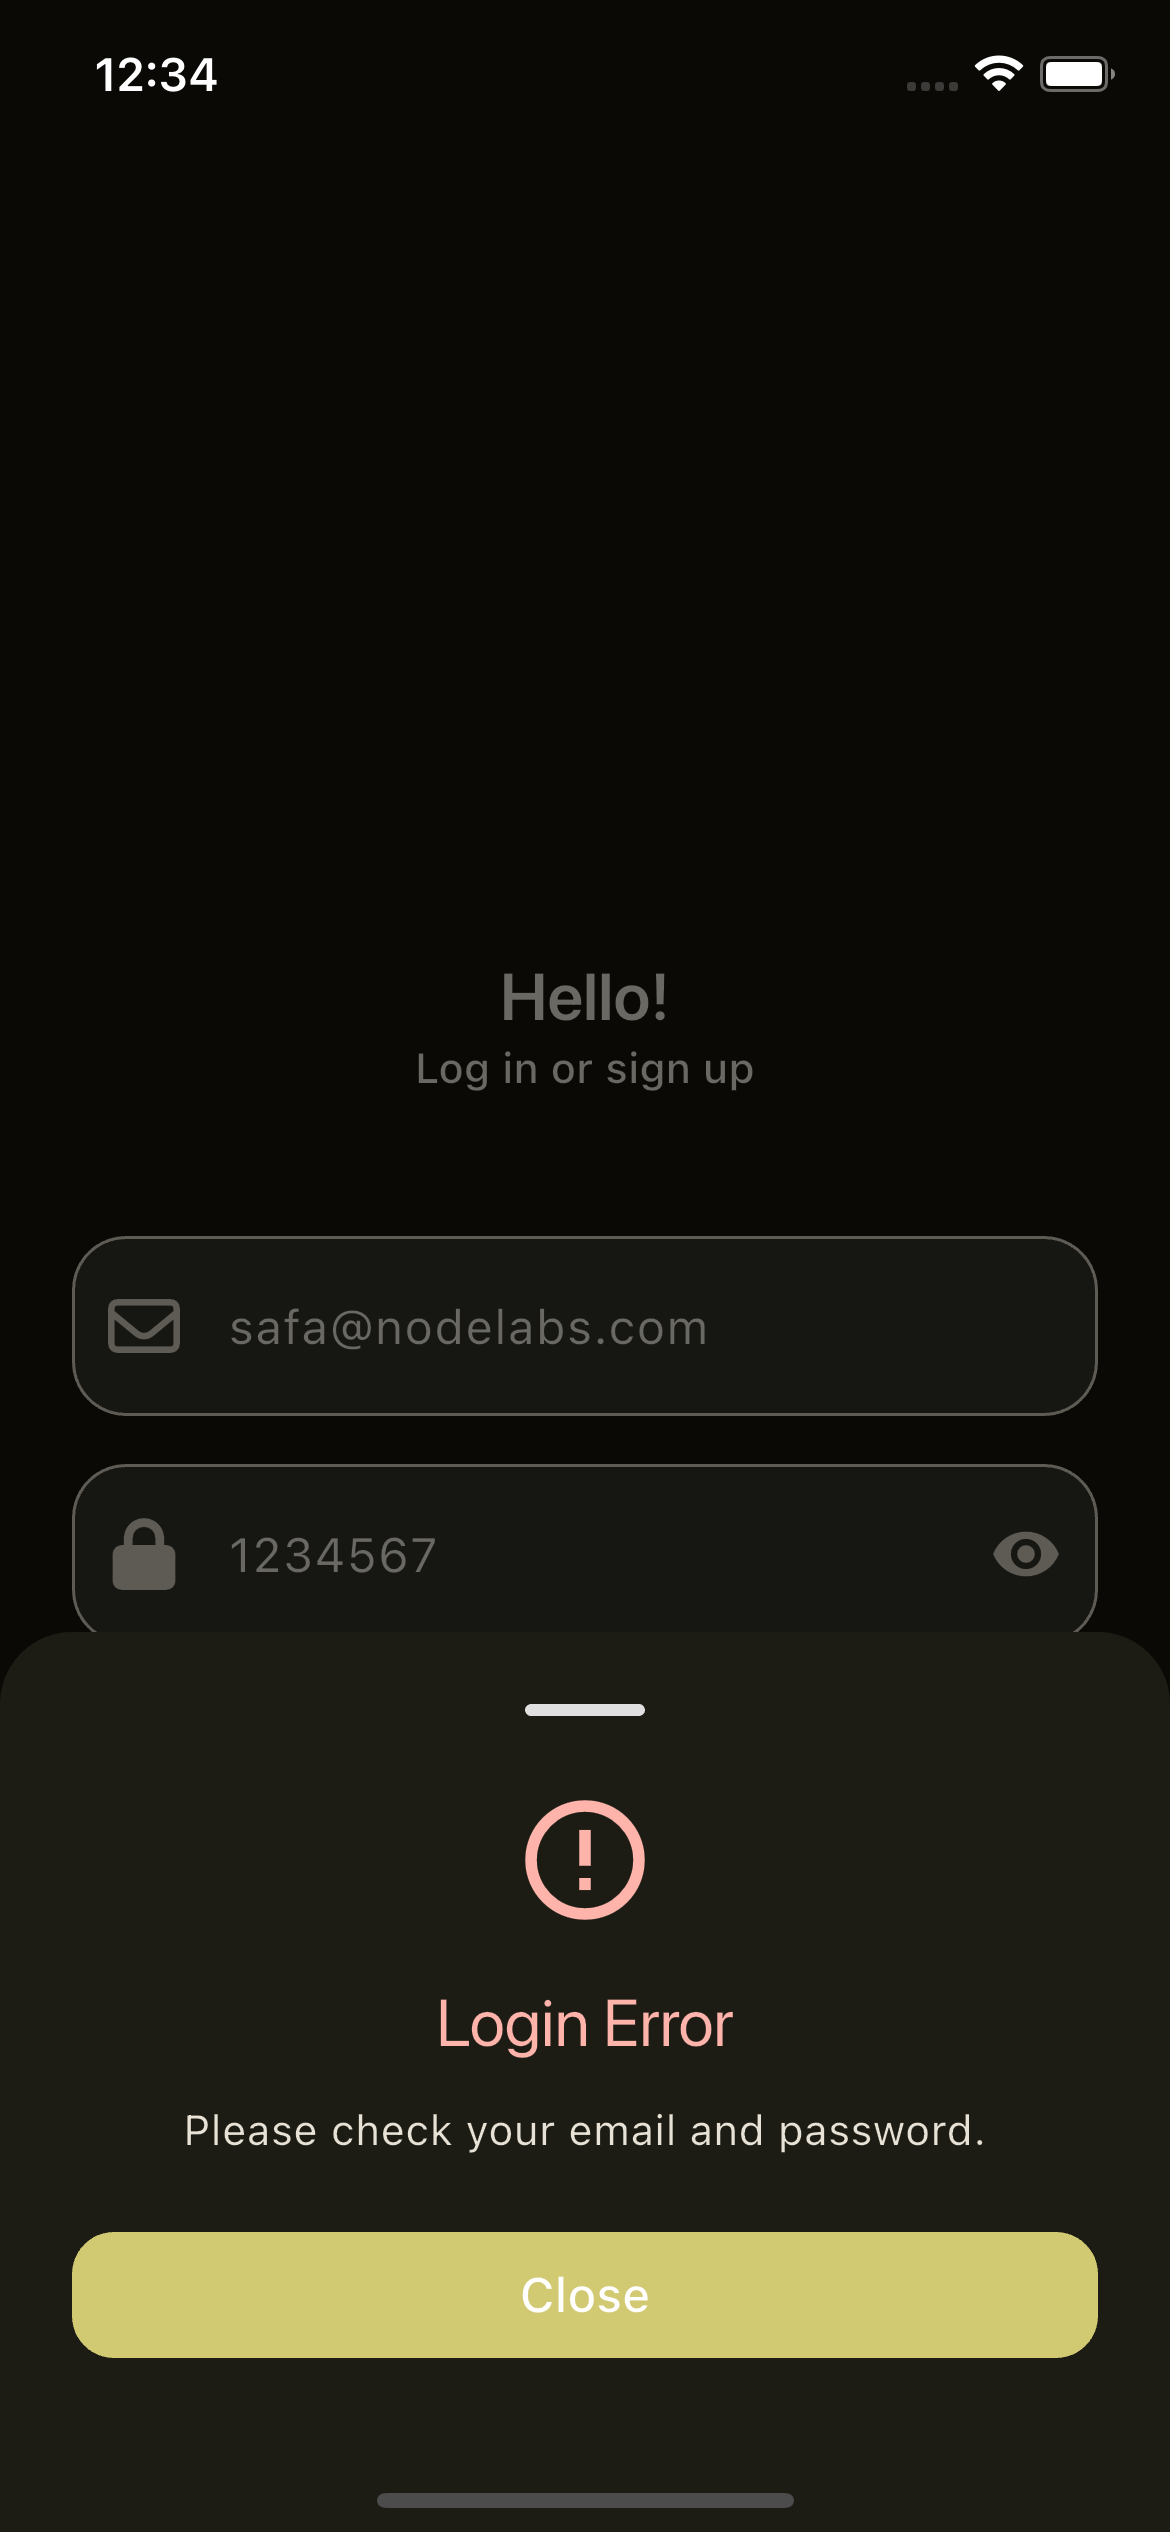 12:34
Hello!
Log in or sign up
safa@nodelabs.com
1234567
Login Error
Please check your email and password.
Close